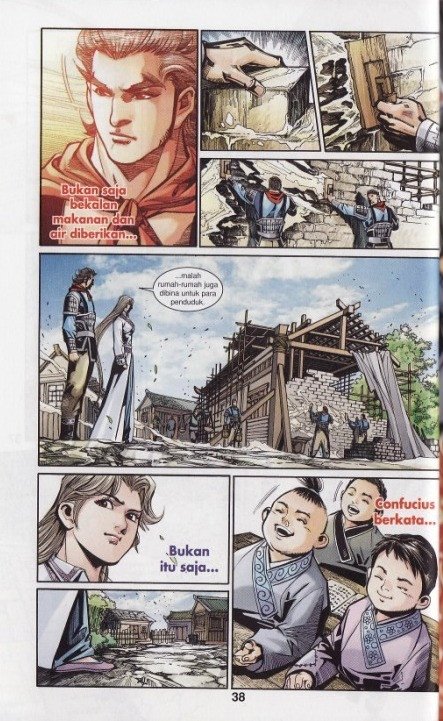 Bukan saja
bekalan
makanan dan
air diberikan...
...malah
rumah-rumah juga
dibina untuk para
penduduk.
Bukan
itu saja...
Confucius
berkata...
38